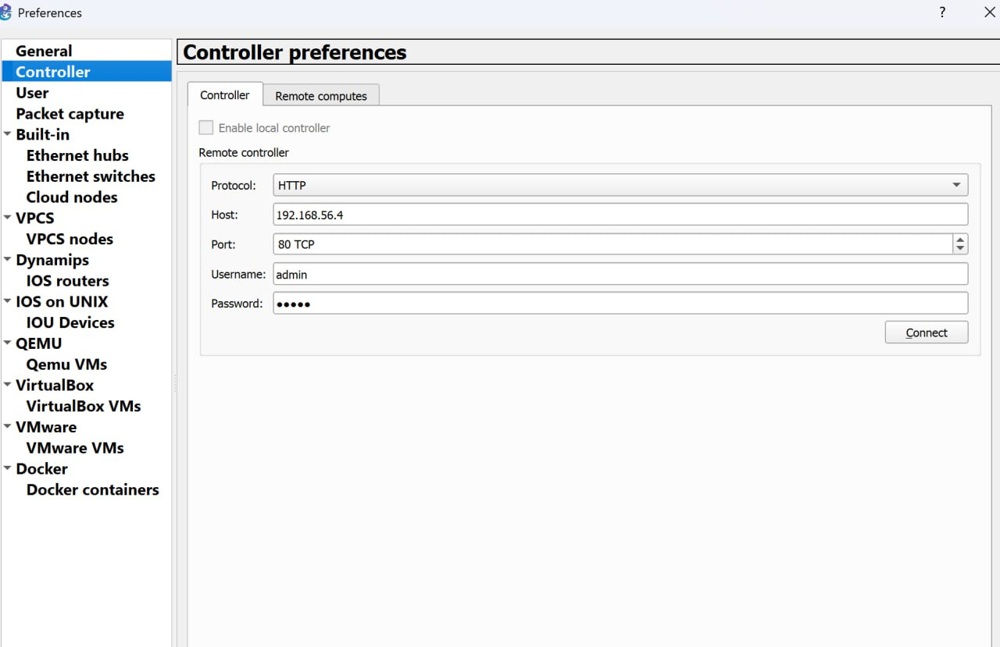 Preferences
?
General
Controller
User
Packet capture
Built-in
Ethernet hubs
Ethernet switches
Cloud nodes
VPCS
VPCS nodes
Dynamips
IOS routers
IOS on UNIX
IOU Devices
QEMU
Qemu VMs
VirtualBox
VirtualBox VMs
VMware
VMware VMs
Docker
Docker containers
Controller preferences
Controller
Remote computes
Enable local controller
Remote controller
Protocol: HTTP
Host: 192.168.56.4
Port: 80 TCP
Username: admin
Password: •••••
Connect